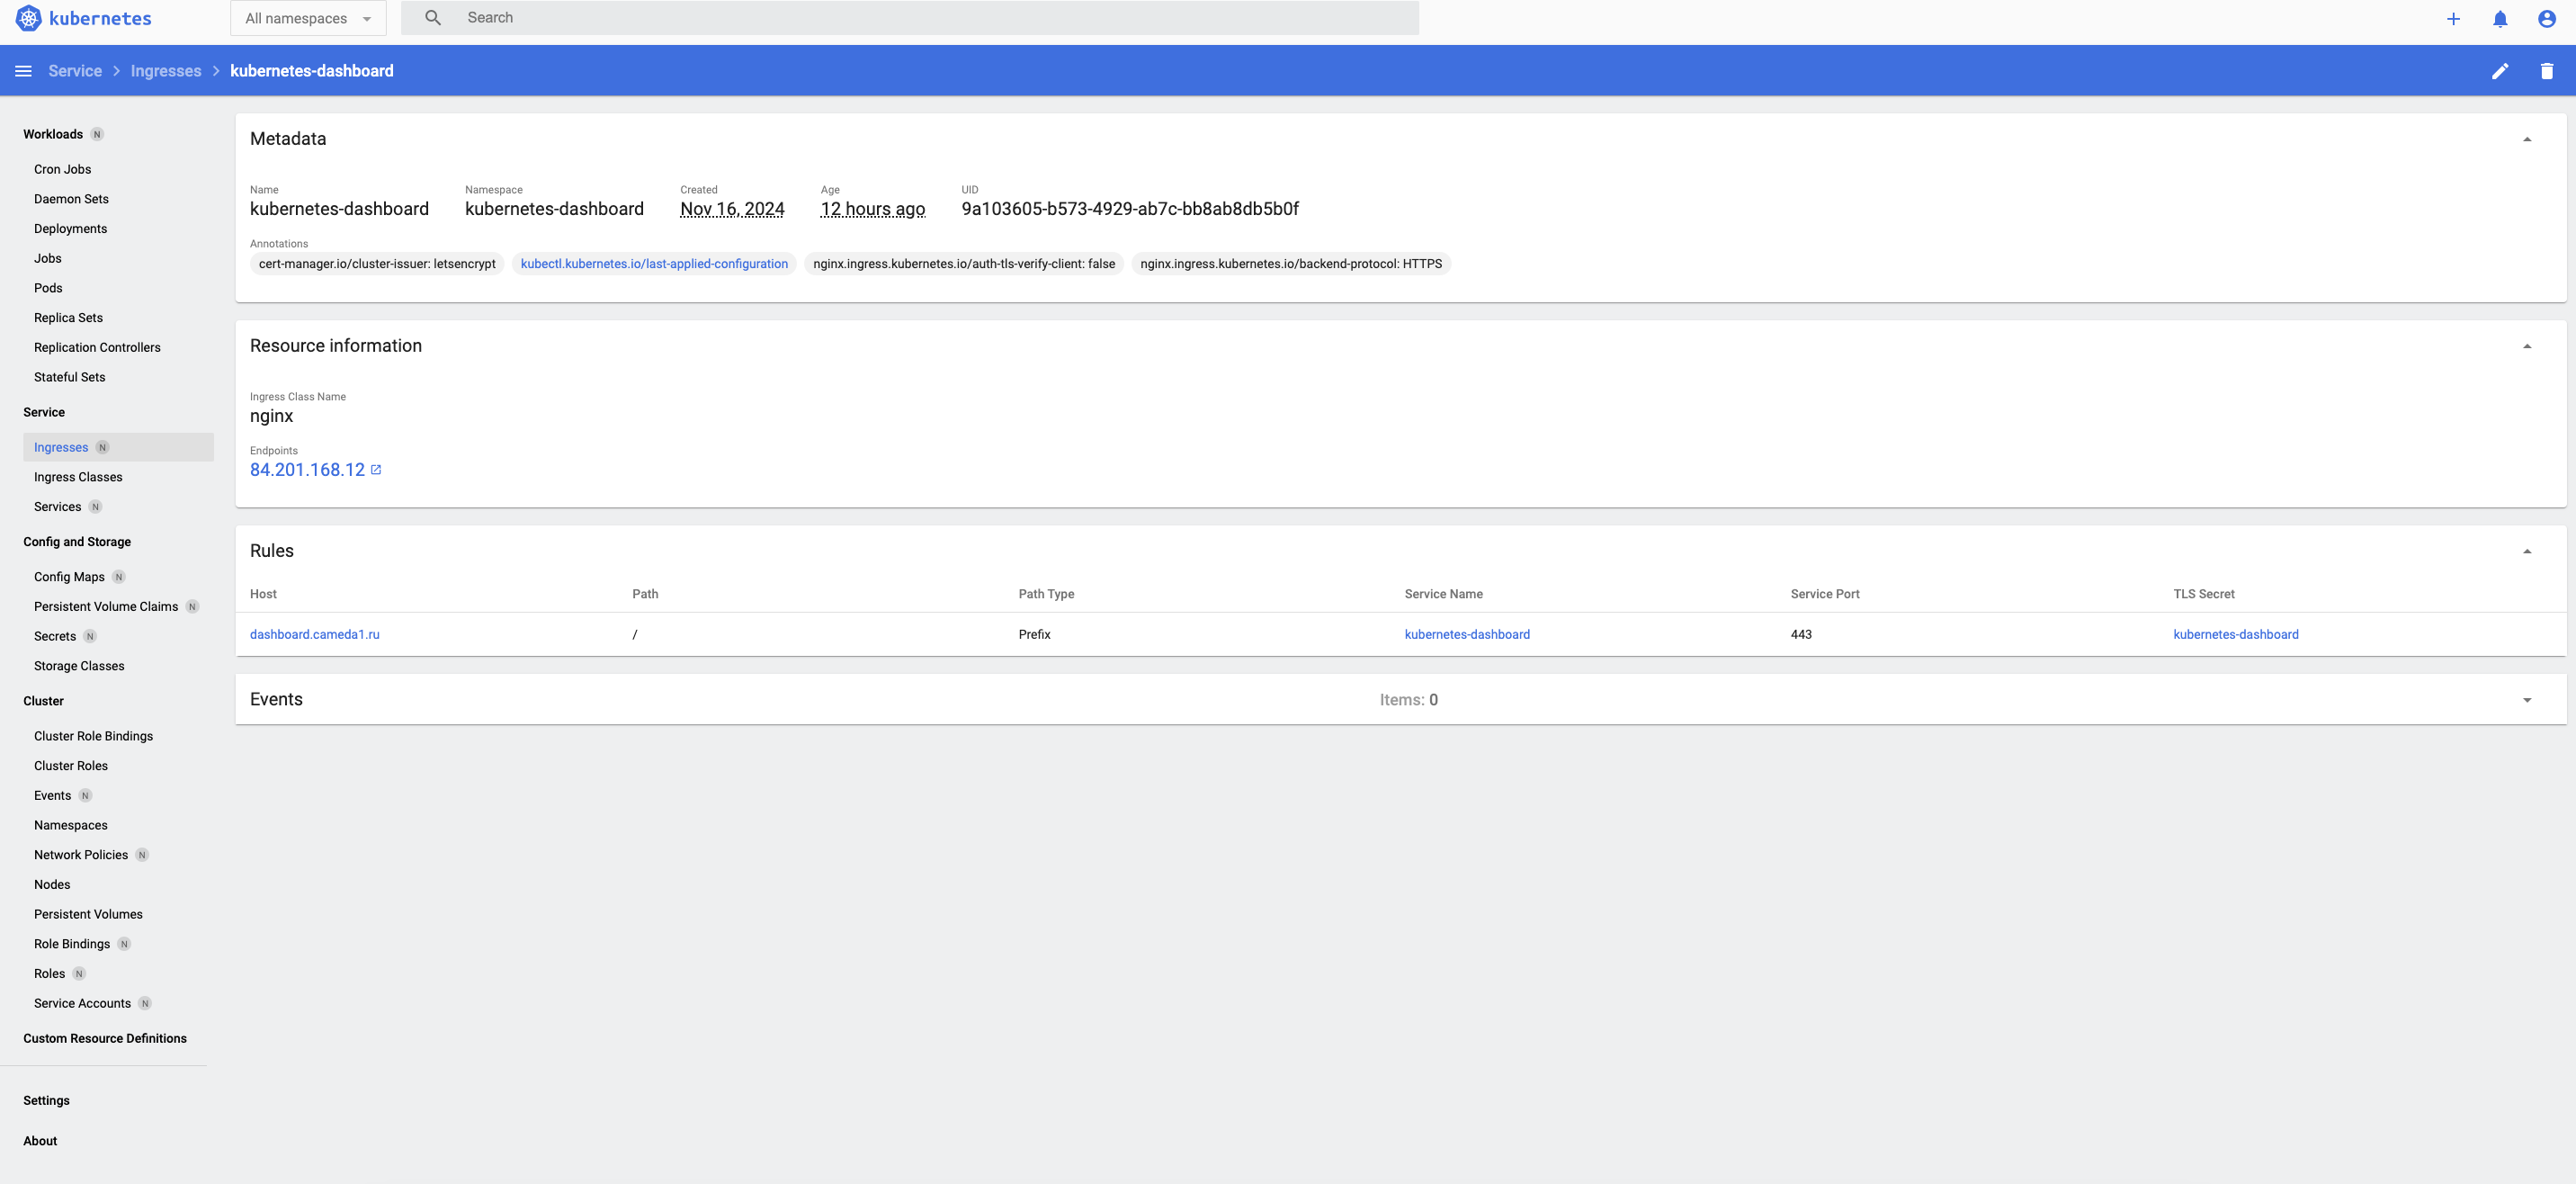 kubernetes
All namespaces
Search
Service > Ingresses > kubernetes-dashboard
Workloads N
Cron Jobs
Daemon Sets
Deployments
Jobs
Pods
Replica Sets
Replication Controllers
Stateful Sets
Service
Ingresses N
Ingress Classes
Services N
Config and Storage
Config Maps N
Persistent Volume Claims N
Secrets N
Storage Classes
Cluster
Cluster Role Bindings
Cluster Roles
Events N
Namespaces
Network Policies N
Nodes
Persistent Volumes
Role Bindings N
Roles N
Service Accounts N
Custom Resource Definitions
Settings
About
Metadata
Name Namespace Created Age UID
kubernetes-dashboard kubernetes-dashboard Nov 16, 2024 12 hours ago 9a103605-b573-4929-ab7c-bb8ab8db5b0f
Annotations
cert-manager.io/cluster-issuer: letsencrypt kubectl.kubernetes.io/last-applied-configuration nginx.ingress.kubernetes.io/auth-tls-verify-client: false nginx.ingress.kubernetes.io/backend-protocol: HTTPS
Resource information
Ingress Class Name
nginx
Endpoints
84.201.168.12
Rules
Host Path Path Type Service Name Service Port TLS Secret
dashboard.cameda1.ru / Prefix kubernetes-dashboard 443 kubernetes-dashboard
Events Items: 0